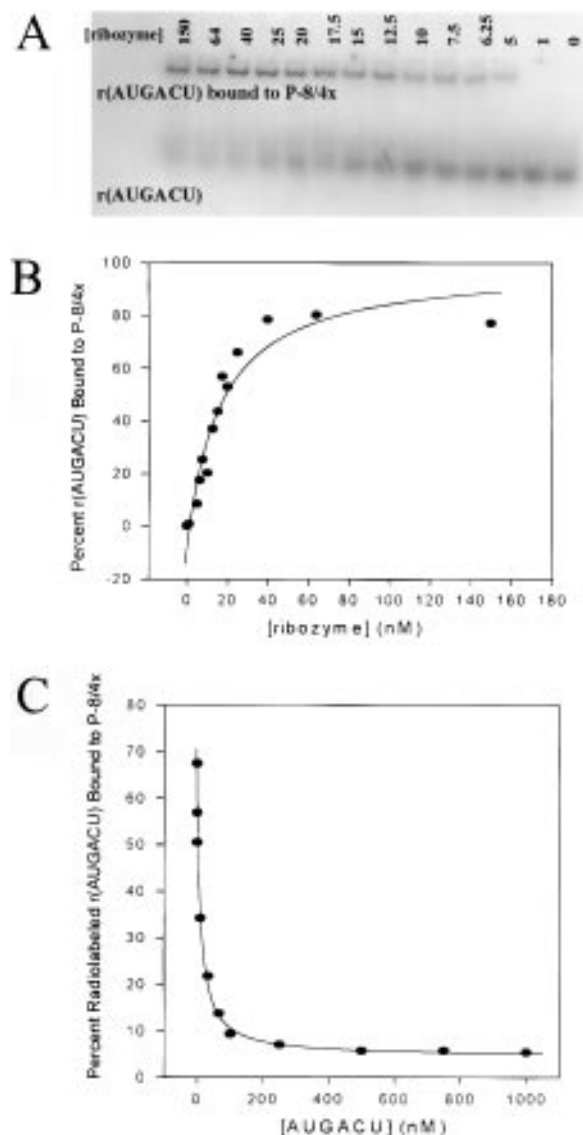 A
[ribozyme] 150 64 40 25 20 17.5 15 12.5 10 7.5 6.25 5 1 0
r(AUGACU) bound to P-8/4x
r(AUGACU)
B
Percent r(AUGACU) Bound to P-8/4x
100
80
60
40
20
0
-20
0 20 40 60 80 100 120 140 160 180
[ribozyme] (nM)
C
Percent Radiolabeled r(AUGACU) Bound to P-8/4x
80
70
60
50
40
30
20
10
0
0 200 400 600 800 1000
[AUGACU] (nM)